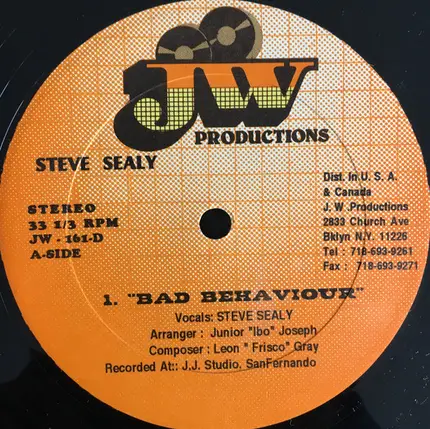 JW
PRODUCTIONS
STEVE SEALY
STEREO
33 1/3 RPM
JW - 161-D
A-SIDE
Dist. In U. S. A.
& Canada
J. W .Productions
2833 Church Ave
Bklyn N.Y. 11226
Tel : 718-693-9261
Fax : 718-693-9271
1. "BAD BEHAVIOUR"
Vocals: STEVE SEALY
Arranger : Junior "Ibo" Joseph
Composer : Leon " Frisco" Gray
Recorded At:: J.J. Studio, SanFernando